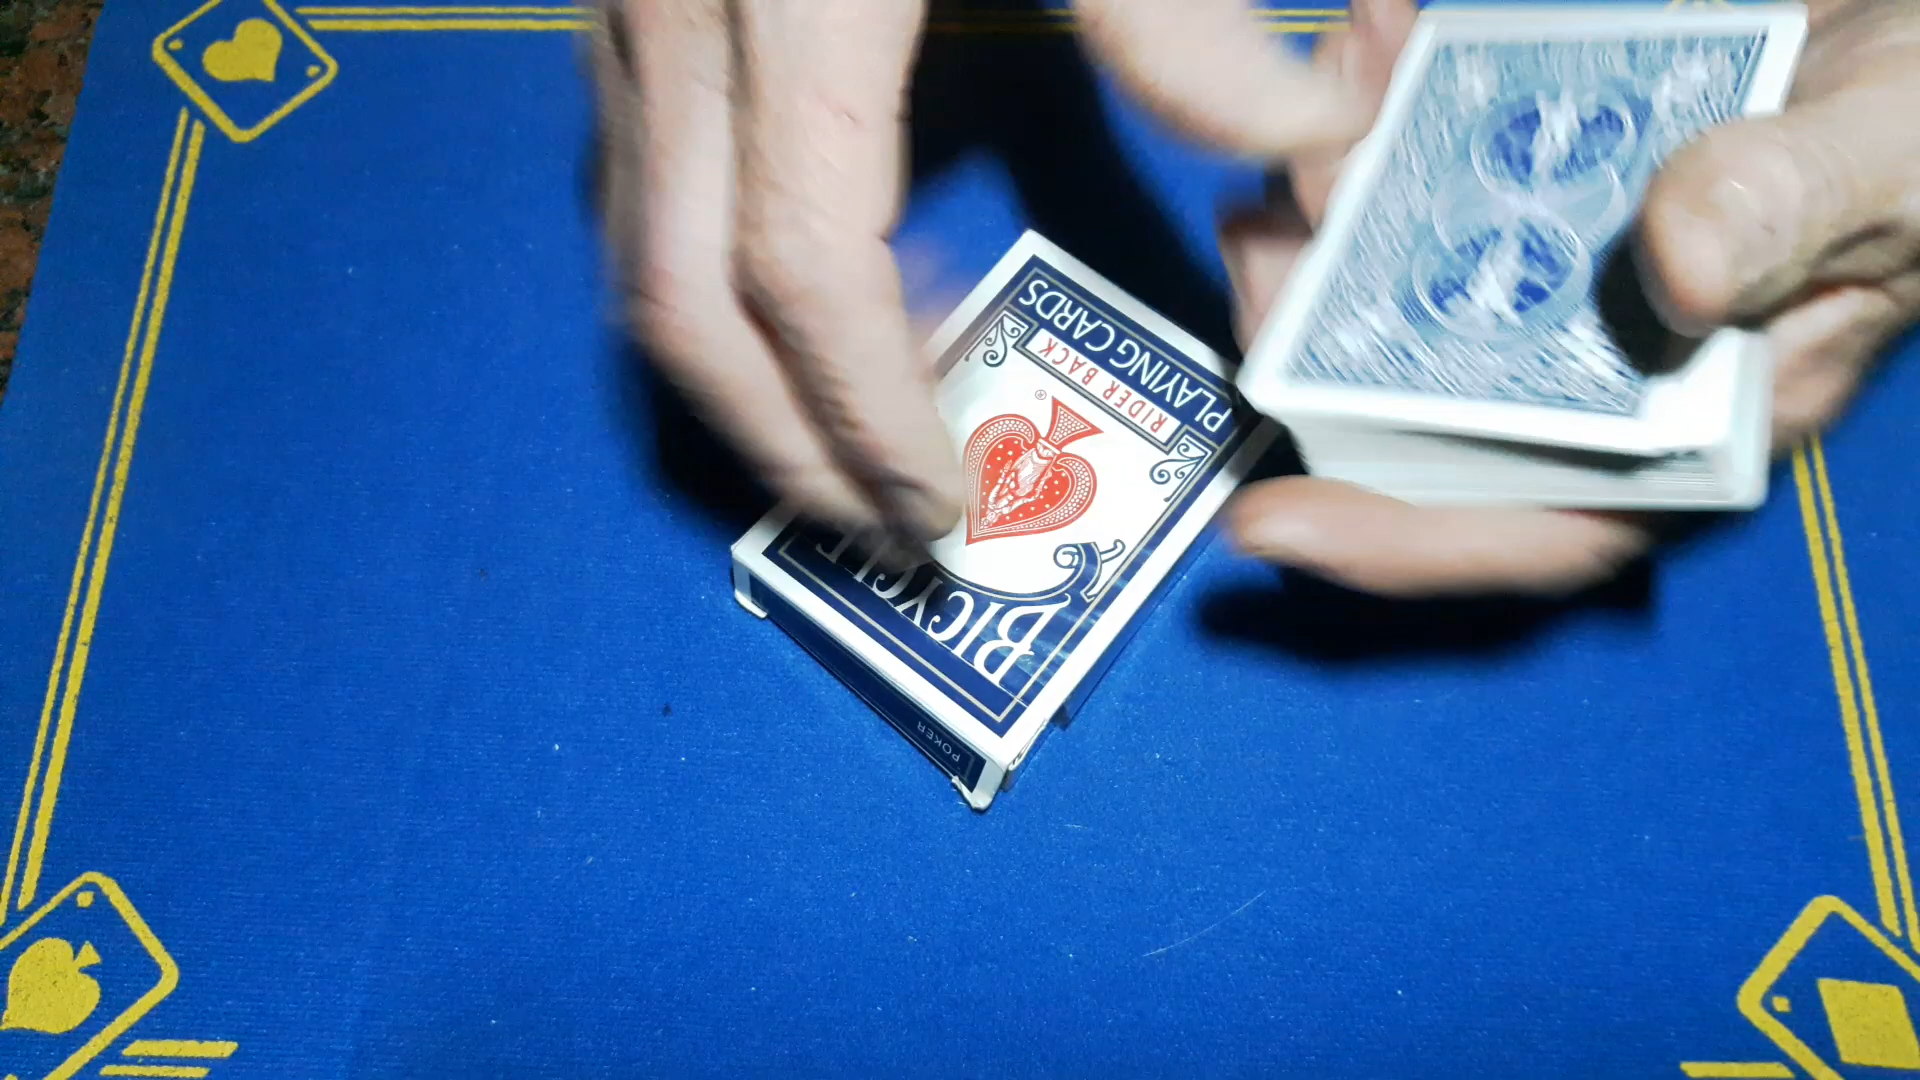 BICYCLE
RIDER BACK
PLAYING CARDS
®
POKER